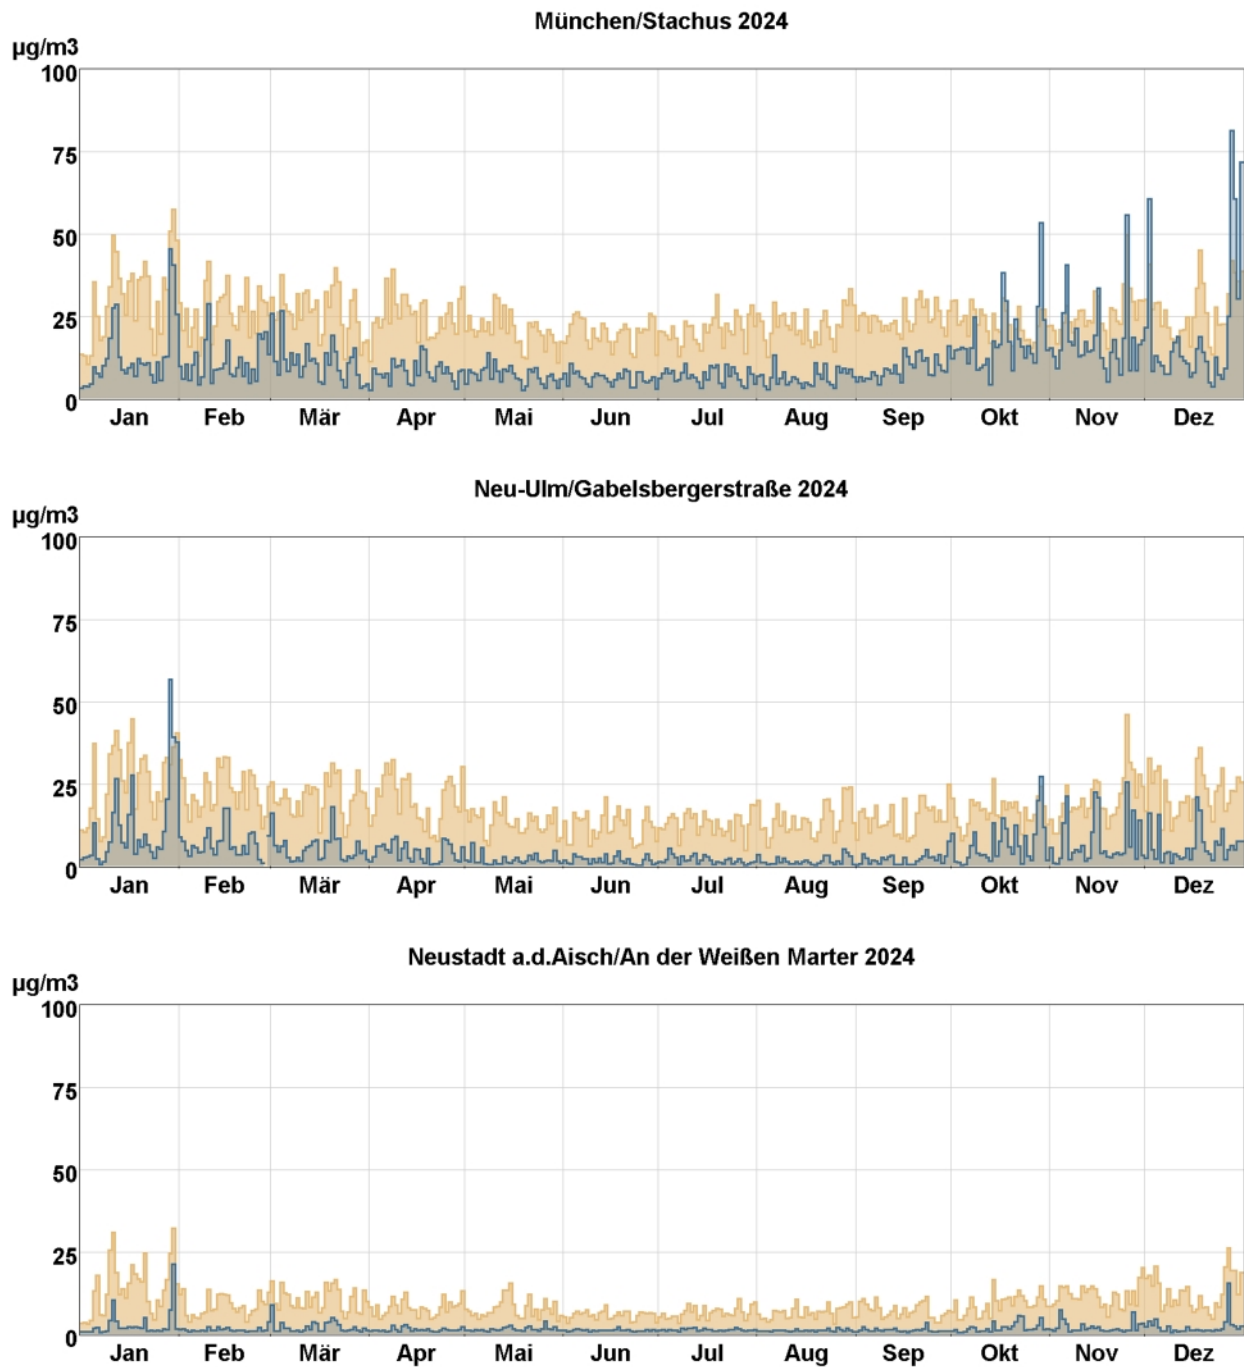 München/Stachus 2024
µg/m3
100
75
50
25
0
Jan Feb Mär Apr Mai Jun Jul Aug Sep Okt Nov Dez
Neu-Ulm/Gabelsbergerstraße 2024
µg/m3
100
75
50
25
0
Jan Feb Mär Apr Mai Jun Jul Aug Sep Okt Nov Dez
Neustadt a.d.Aisch/An der Weißen Marter 2024
µg/m3
100
75
50
25
0
Jan Feb Mär Apr Mai Jun Jul Aug Sep Okt Nov Dez